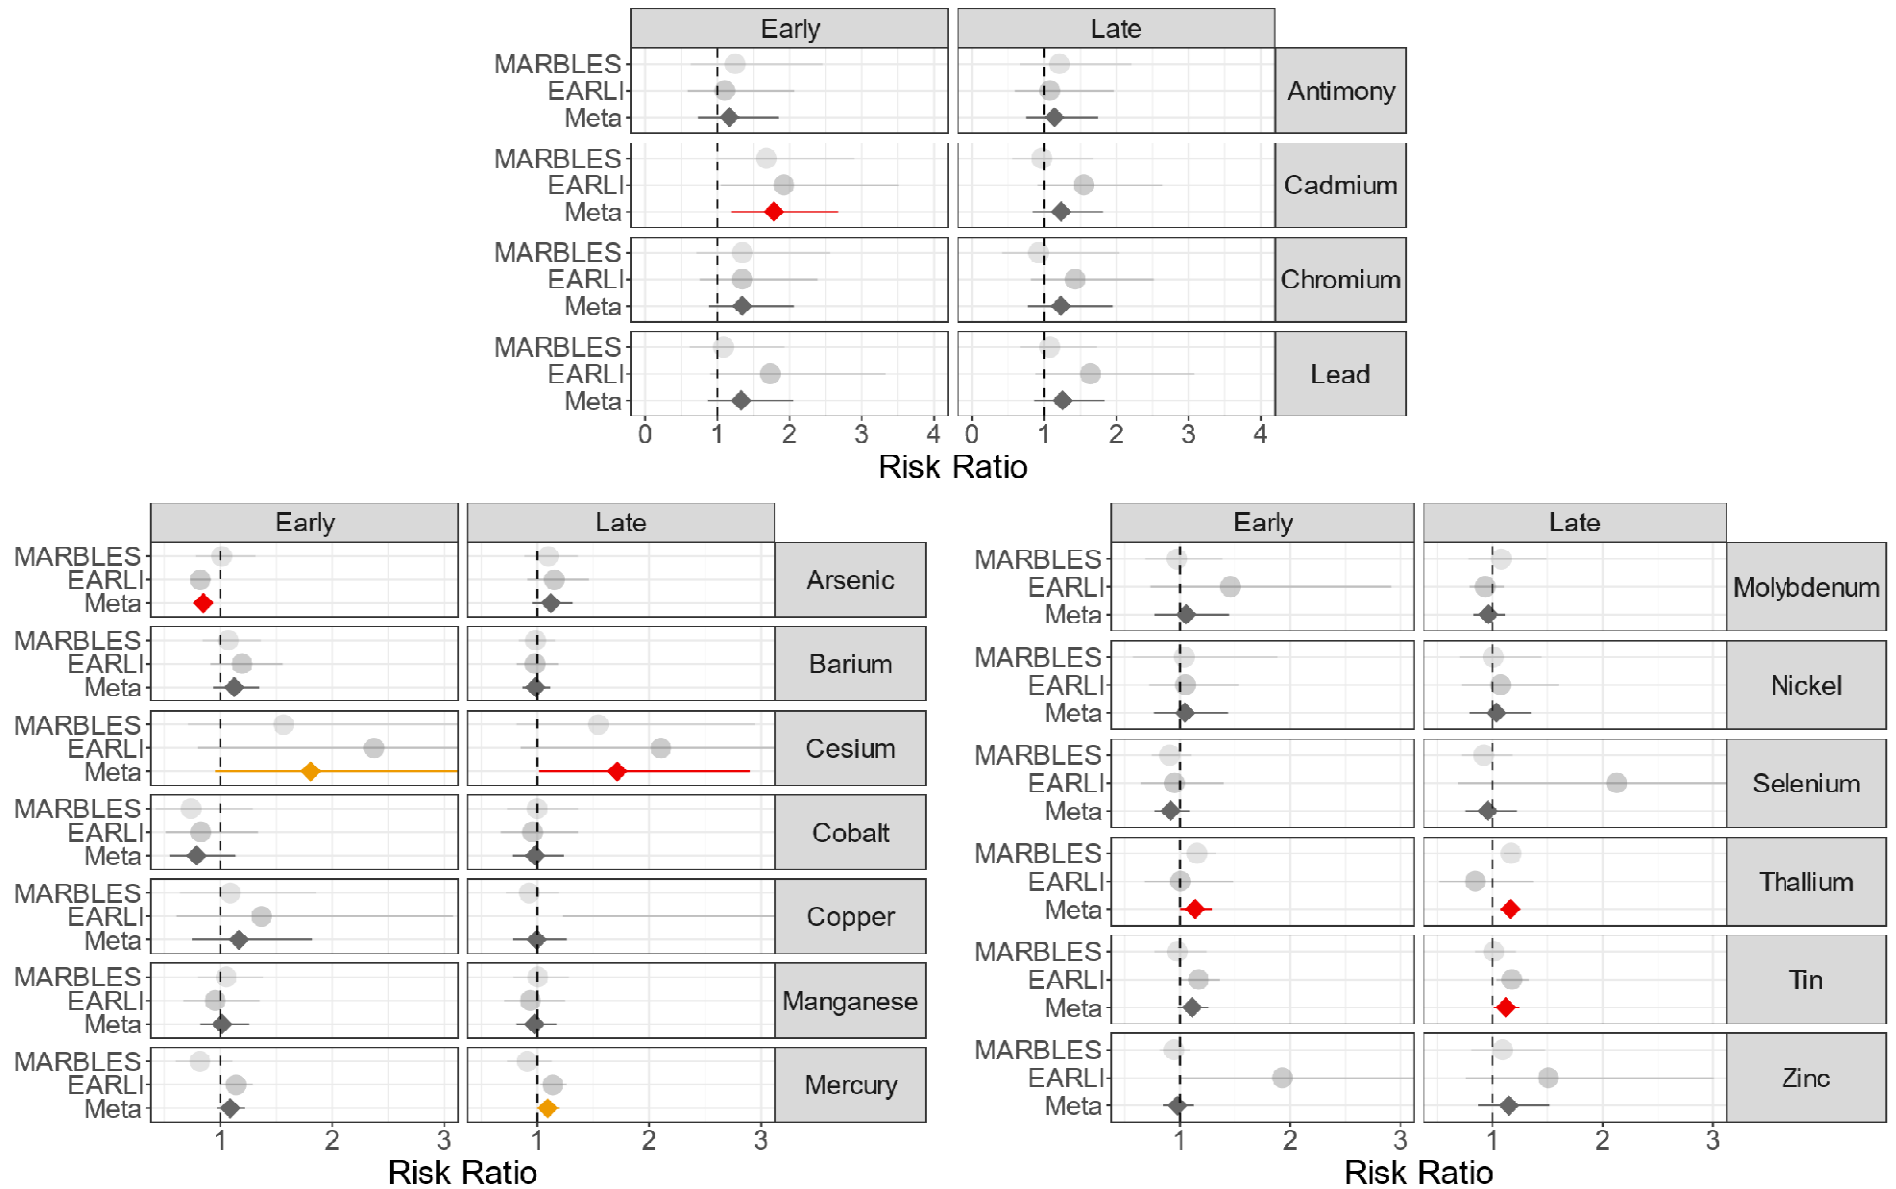 Early Late
MARBLES
EARLI
Meta
Antimony
MARBLES
EARLI
Meta
Cadmium
MARBLES
EARLI
Meta
Chromium
MARBLES
EARLI
Meta
Lead
0 1 2 3 4 0 1 2 3 4
Risk Ratio
Early Late
MARBLES
EARLI
Meta
Arsenic
MARBLES
EARLI
Meta
Barium
MARBLES
EARLI
Meta
Cesium
MARBLES
EARLI
Meta
Cobalt
MARBLES
EARLI
Meta
Copper
MARBLES
EARLI
Meta
Manganese
MARBLES
EARLI
Meta
Mercury
1 2 3 1 2 3
Risk Ratio
Early Late
MARBLES
EARLI
Meta
Molybdenum
MARBLES
EARLI
Meta
Nickel
MARBLES
EARLI
Meta
Selenium
MARBLES
EARLI
Meta
Thallium
MARBLES
EARLI
Meta
Tin
MARBLES
EARLI
Meta
Zinc
1 2 3 1 2 3
Risk Ratio